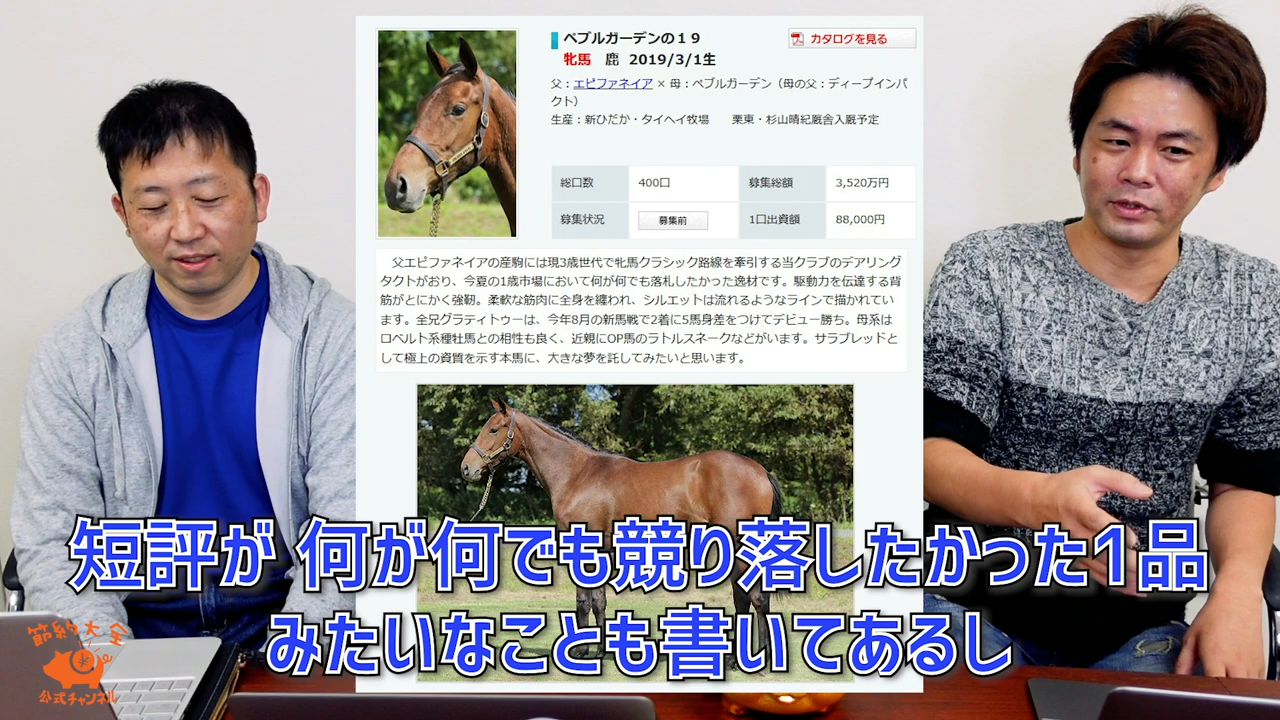 ペブルガーデンの19
カタログを見る
牝馬 鹿 2019/3/1生
父：エピファネイア × 母：ペブルガーデン（母の父：ディープインパ
クト）
生産：新ひだか・タイヘイ牧場 栗東・杉山晴紀厩舎入厩予定
総口数 400口 募集総額 3,520万円
募集状況 募集前 1口出資額 88,000円
父エピファネイアの産駒には現3歳世代で牝馬クラシック路線を牽引する当クラブのデアリング
タクトがおり、今夏の1歳市場において何が何でも落札したかった逸材です。駆動力を伝達する背
筋がとにかく強靭。柔軟な筋肉に全身を纏われ、シルエットは流れるようなラインで描かれてい
ます。全兄グラティトゥーは、今年8月の新馬戦で2着に5馬身差をつけてデビュー勝ち。母系は
ロベルト系種牡馬との相性も良く、近親にOP馬のラトルスネークなどがいます。サラブレッドと
して極上の資質を示す本馬に、大きな夢を託してみたいと思います。
短評が 何が何でも競り落したかった1品
みたいなことも書いてあるし
節約大全
公式チャンネル